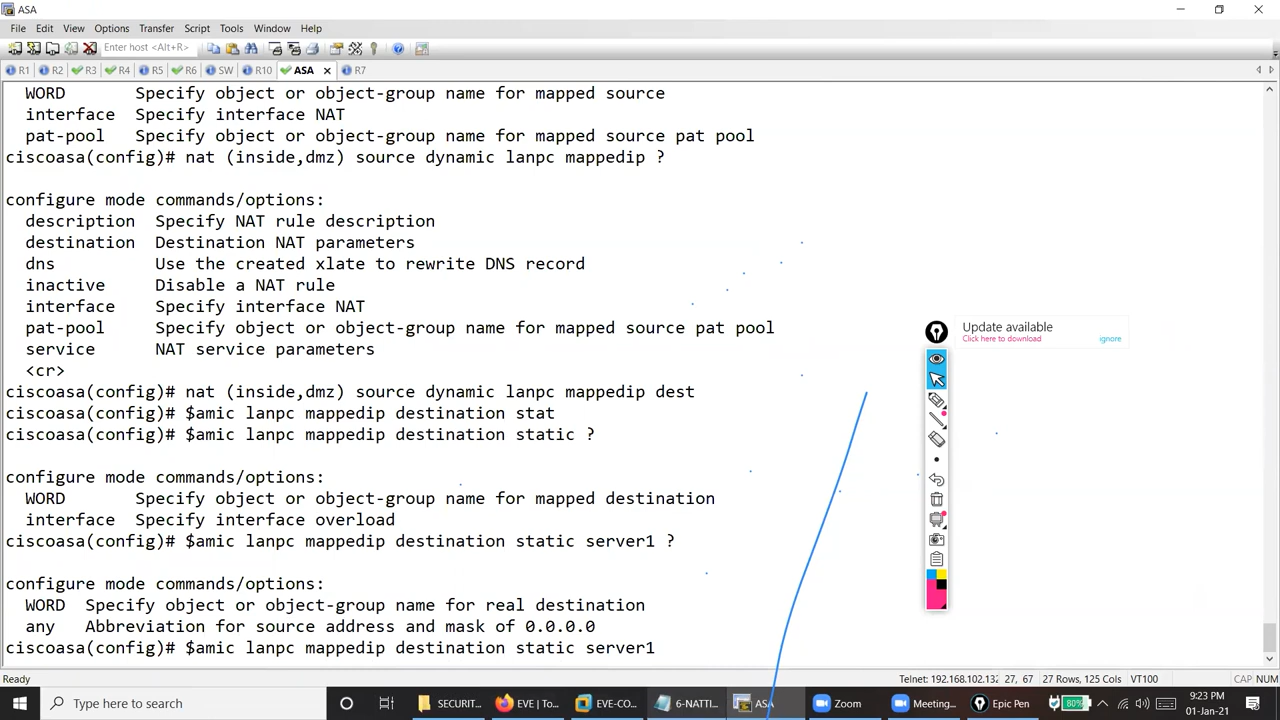 ASA
File Edit View Options Transfer Script Tools Window Help
Enter host <Alt+R>
R1 R2 R3 R4 R5 R6 SW R10 ASA R7
WORD Specify object or object-group name for mapped source
interface Specify interface NAT
pat-pool Specify object or object-group name for mapped source pat pool
ciscoasa(config)# nat (inside,dmz) source dynamic lanpc mappedip ?
configure mode commands/options:
description Specify NAT rule description
destination Destination NAT parameters
dns Use the created xlate to rewrite DNS record
inactive Disable a NAT rule
interface Specify interface NAT
pat-pool Specify object or object-group name for mapped source pat pool
service NAT service parameters
<cr>
ciscoasa(config)# nat (inside,dmz) source dynamic lanpc mappedip dest
ciscoasa(config)# $amic lanpc mappedip destination stat
ciscoasa(config)# $amic lanpc mappedip destination static ?
configure mode commands/options:
WORD Specify object or object-group name for mapped destination
interface Specify interface overload
ciscoasa(config)# $amic lanpc mappedip destination static server1 ?
configure mode commands/options:
WORD Specify object or object-group name for real destination
any Abbreviation for source address and mask of 0.0.0.0
ciscoasa(config)# $amic lanpc mappedip destination static server1
Update available
Click here to download ignore
Ready Telnet: 192.168.102.132 27, 67 27 Rows, 125 Cols VT100 CAP NUM
Type here to search SECURIT... EVE | To... EVE-CO... 6-NATTI... ASA Zoom Meeting... Epic Pen 80% 9:23 PM
01-Jan-21